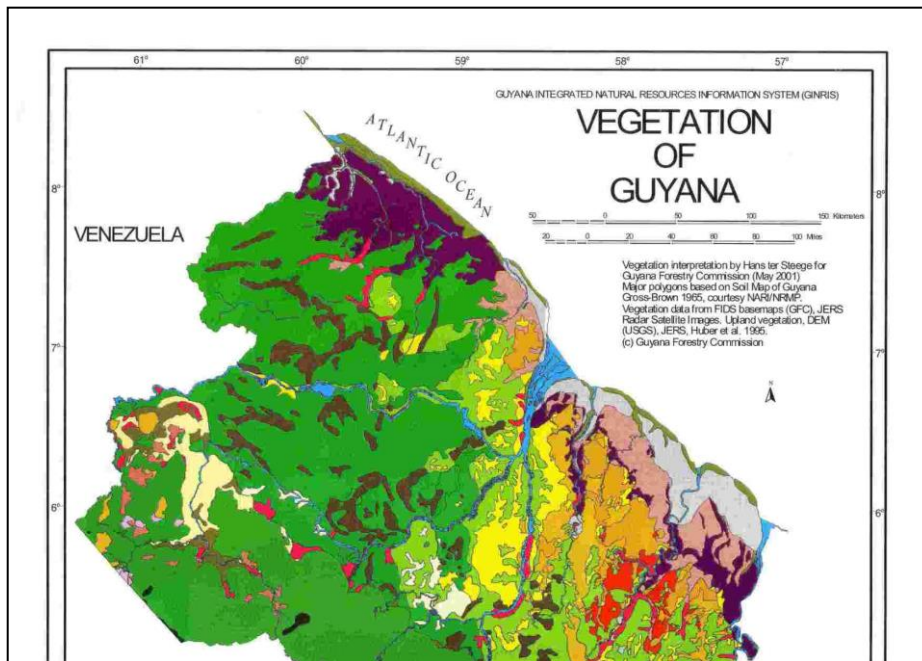 61° 60° 59° 58° 57°
GUYANA INTEGRATED NATURAL RESOURCES INFORMATION SYSTEM (GINRIS)
VEGETATION
OF
GUYANA
ATLANTIC OCEAN
8° 8°
VENEZUELA
50 0 50 100 150 Kilometers
20 0 20 40 60 80 100 Miles
Vegetation interpretation by Hans ter Steege for
Guyana Forestry Commission (May 2001)
Major polygons based on Soil Map of Guyana
Gross-Brown 1965, courtesy NARI/NRMP.
Vegetation data from FIDS basemaps (GFC), JERS
Radar Satellite Images. Upland vegetation, DEM
(USGS), JERS, Huber et al. 1995.
(c) Guyana Forestry Commission
7° 7°
N
6° 6°